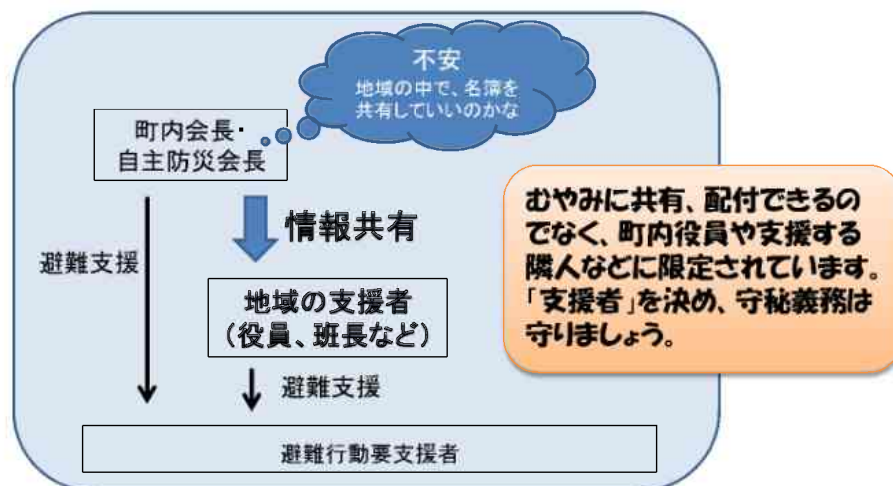 不安
地域の中で、名簿を
共有していいのかな
町内会長・
自主防災会長
情報共有
避難支援
地域の支援者
(役員、班長など)
避難支援
避難行動要支援者
むやみに共有、配付できるの
でなく、町内役員や支援する
隣人などに限定されています。
「支援者」を決め、守秘義務は
守りましょう。